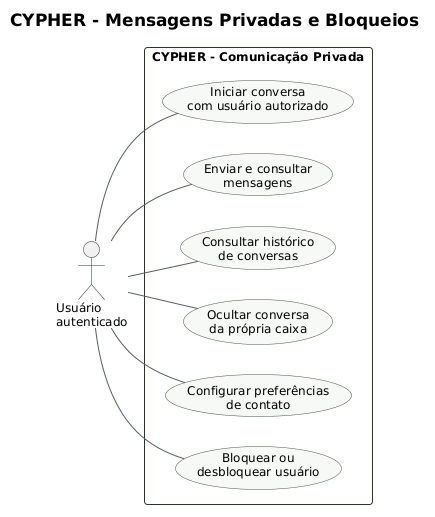 CYPHER - Mensagens Privadas e Bloqueios
CYPHER - Comunicação Privada
Iniciar conversa
com usuário autorizado
Enviar e consultar
mensagens
Consultar histórico
de conversas
Usuário
autenticado
Ocultar conversa
da própria caixa
Configurar preferências
de contato
Bloquear ou
desbloquear usuário